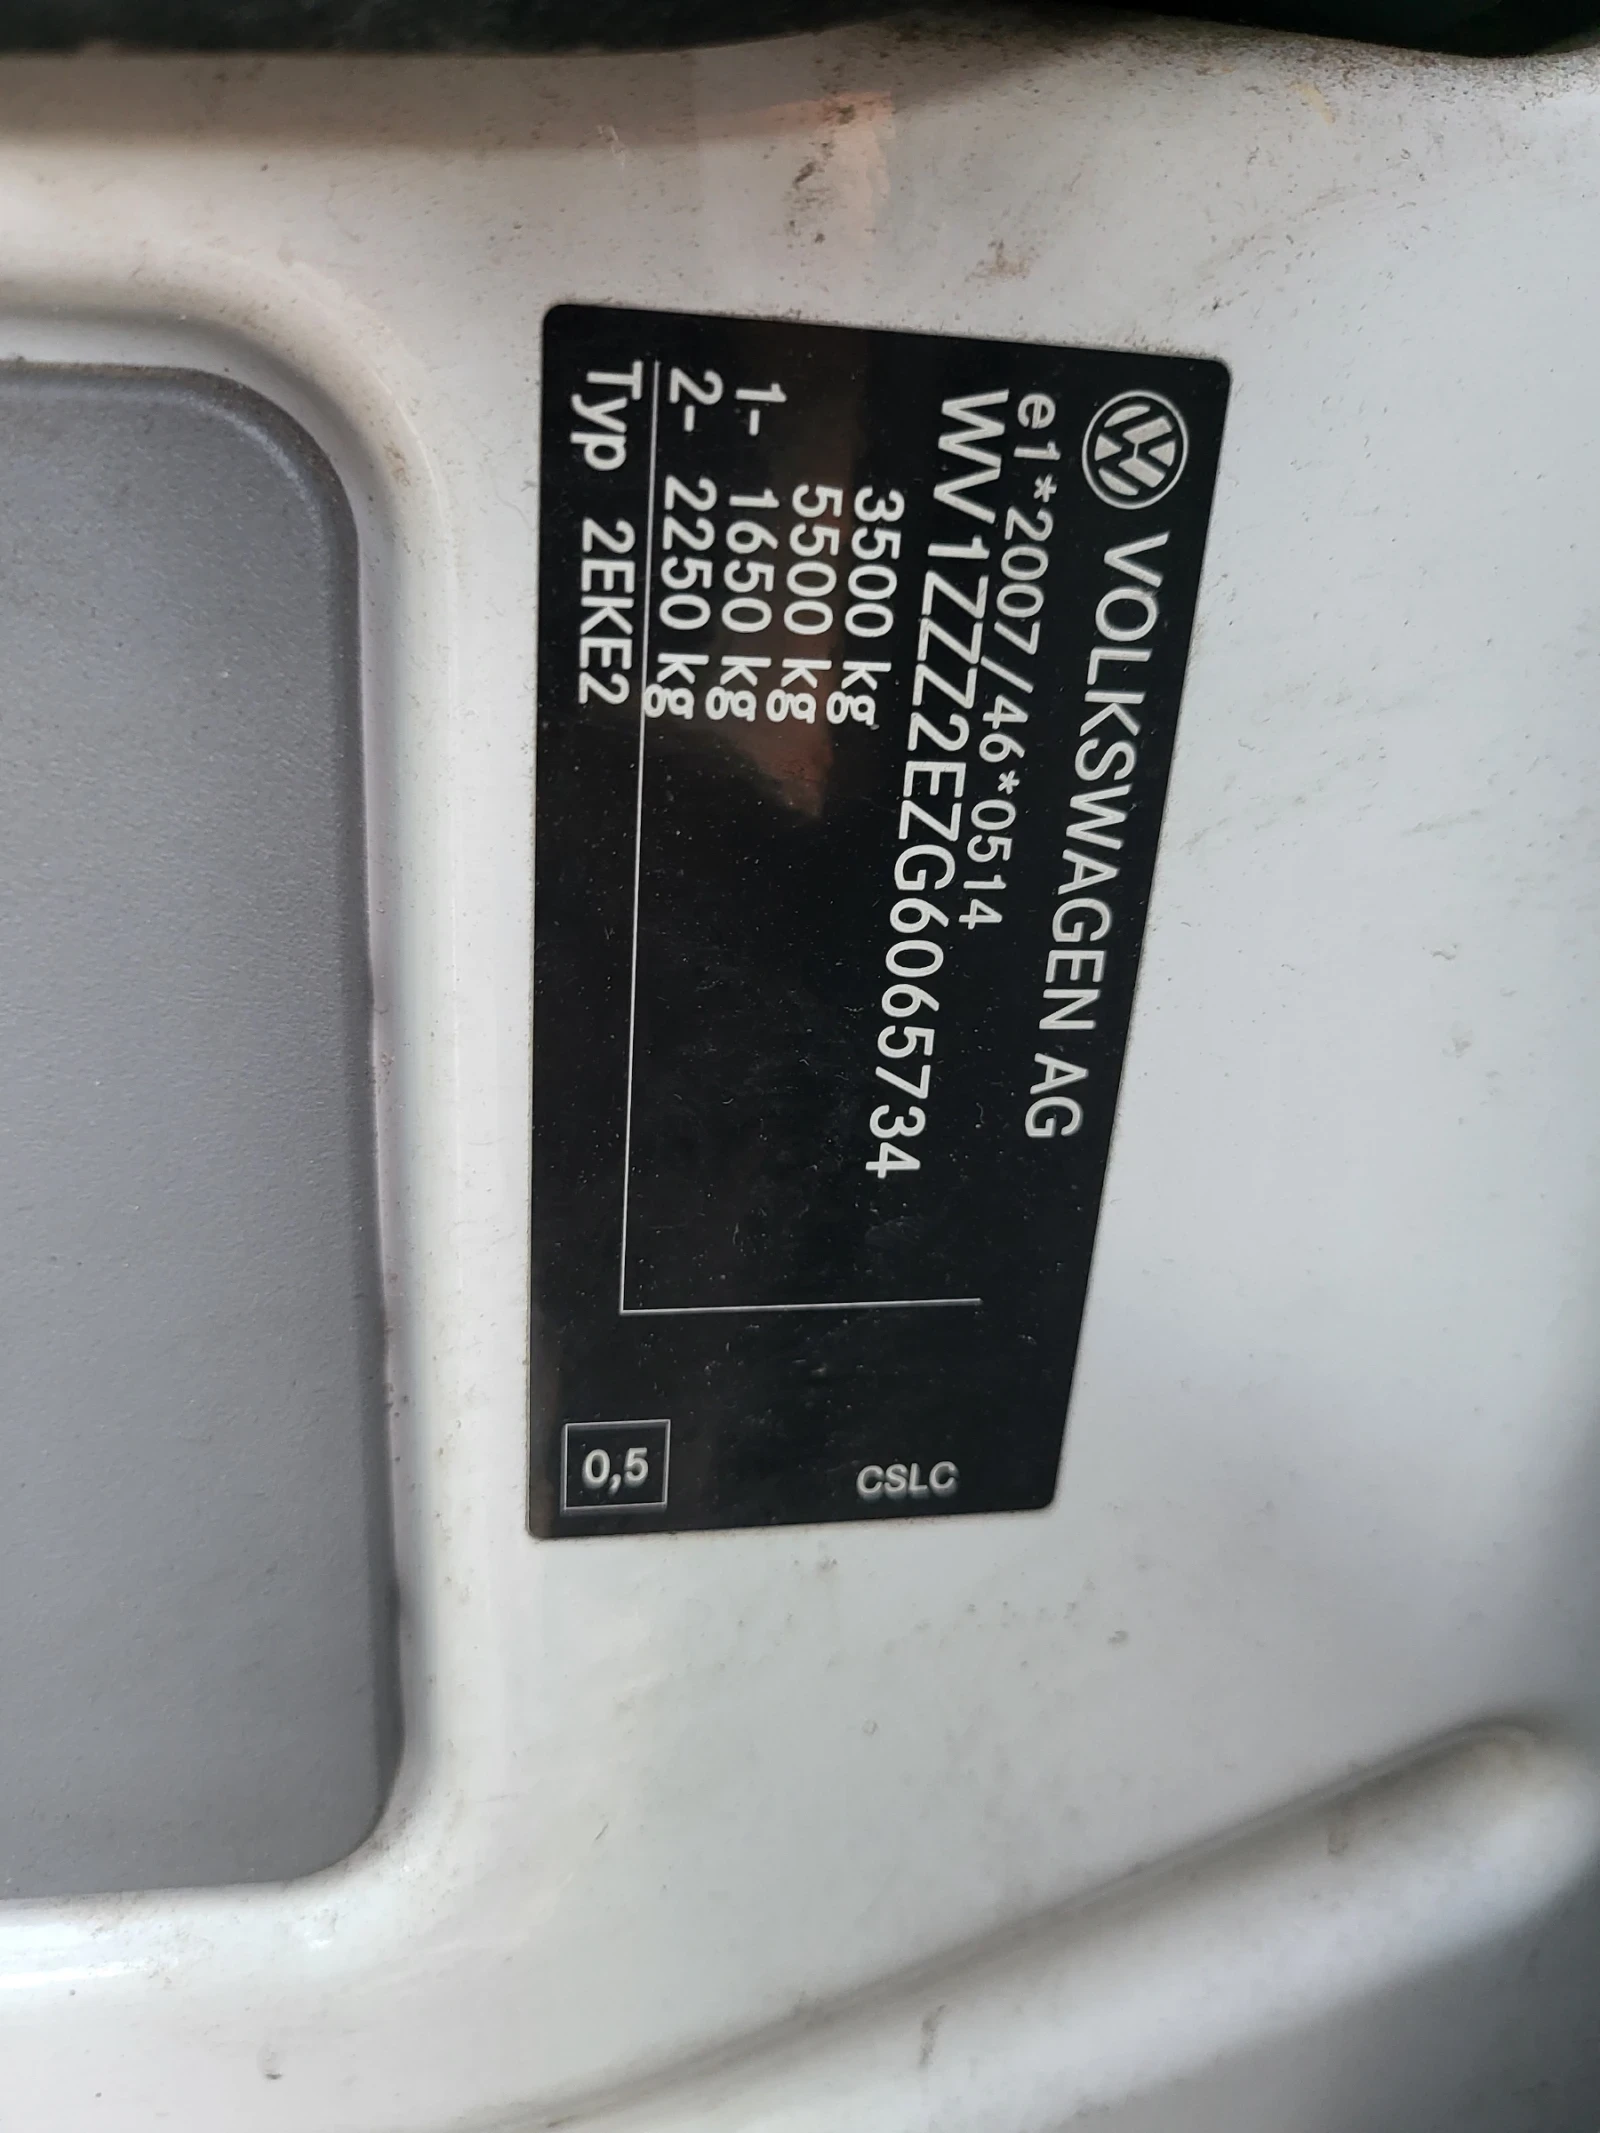 VOLKSWAGEN AG
e1*2007/46*0514
WV1ZZZ2EZG6065734
3500 kg
5500 kg
1- 1650 kg
2- 2250 kg
Typ 2EKE2
CSLC
0,5